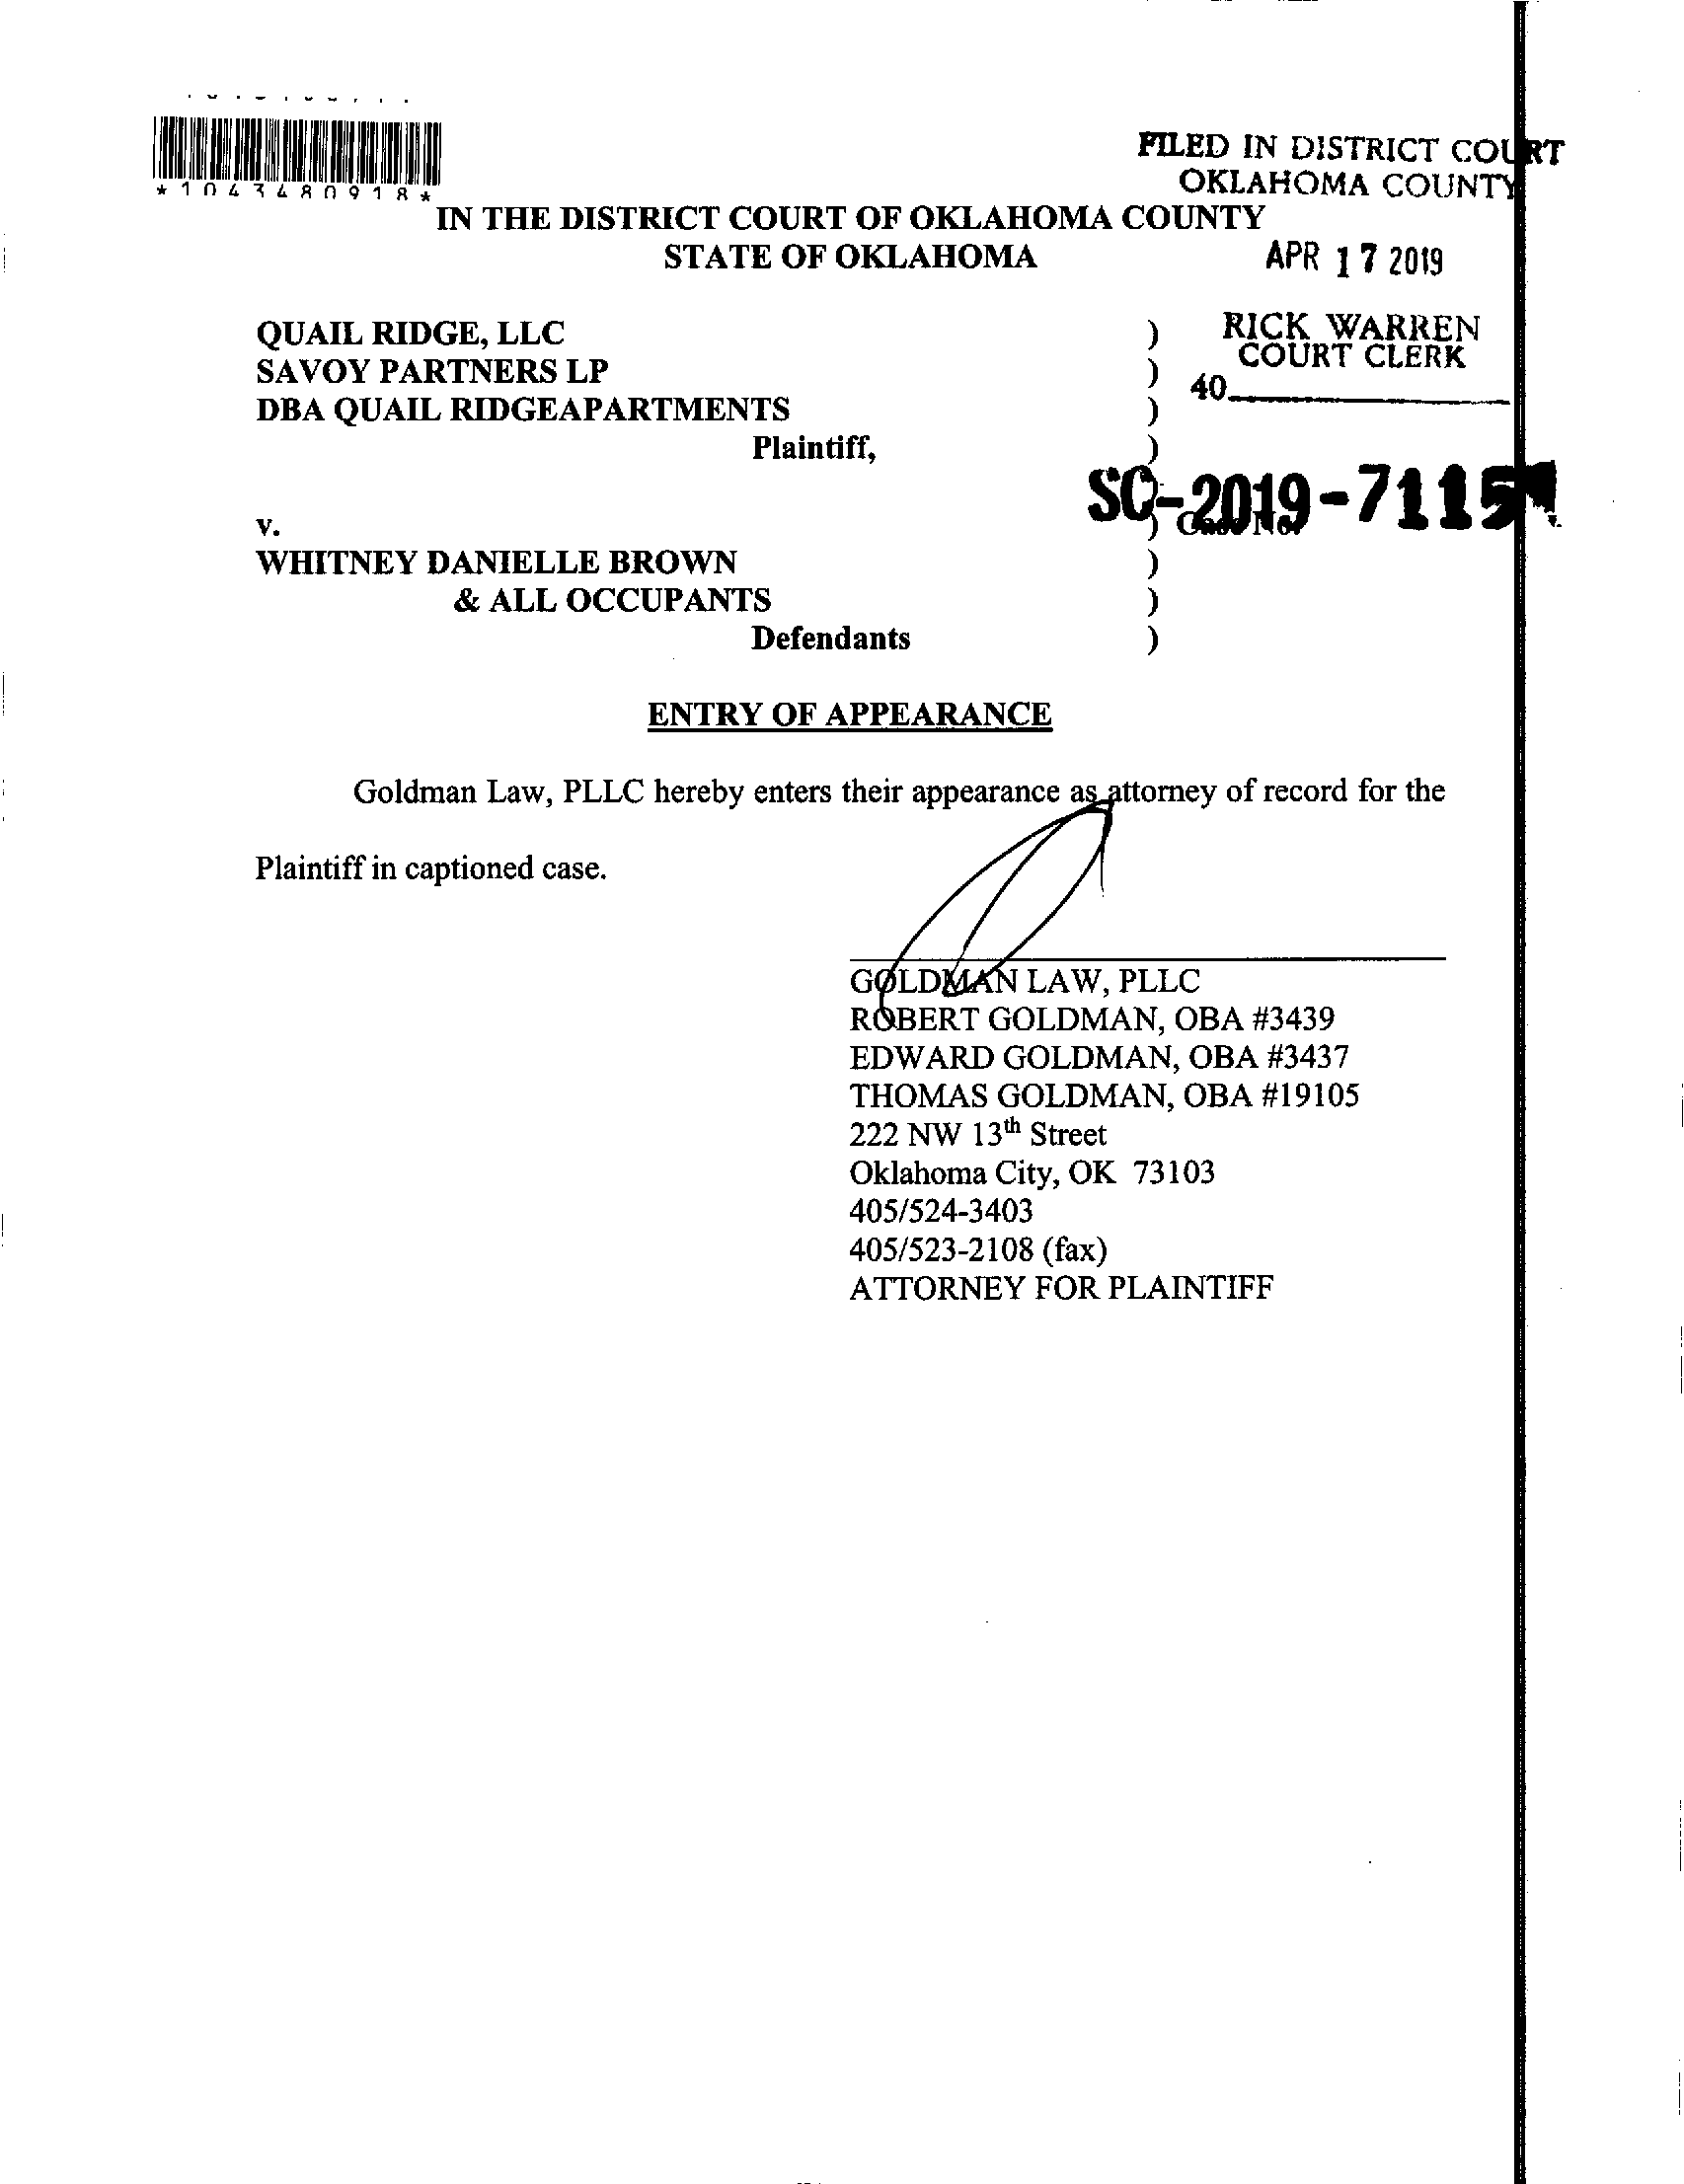 *1043480918*
FILED IN DISTRICT COURT
OKLAHOMA COUNTY
IN THE DISTRICT COURT OF OKLAHOMA COUNTY
STATE OF OKLAHOMA
APR 17 2019
QUAIL RIDGE, LLC )
SAVOY PARTNERS LP )
DBA QUAIL RIDGEAPARTMENTS )
Plaintiff, )
RICK WARREN
COURT CLERK
40
SC-2019-7115
v. ) Case No.
WHITNEY DANIELLE BROWN )
& ALL OCCUPANTS )
Defendants )
ENTRY OF APPEARANCE
Goldman Law, PLLC hereby enters their appearance as attorney of record for the
Plaintiff in captioned case.
GOLDMAN LAW, PLLC
ROBERT GOLDMAN, OBA #3439
EDWARD GOLDMAN, OBA #3437
THOMAS GOLDMAN, OBA #19105
222 NW 13th Street
Oklahoma City, OK 73103
405/524-3403
405/523-2108 (fax)
ATTORNEY FOR PLAINTIFF